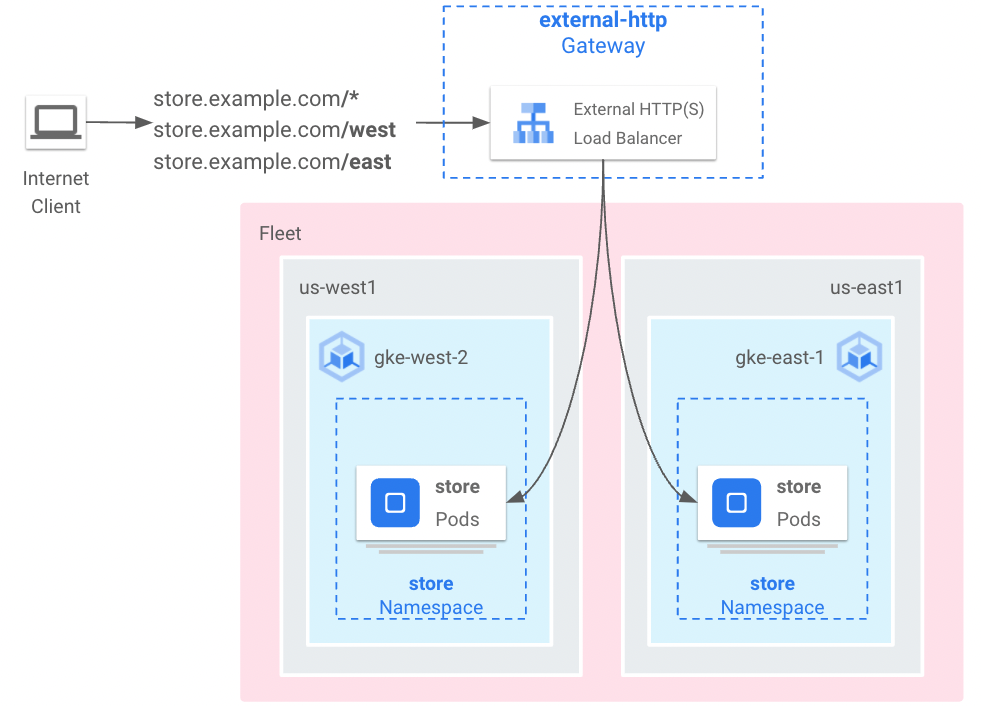 external-http
Gateway
store.example.com/*
store.example.com/west
store.example.com/east
External HTTP(S)
Load Balancer
Internet
Client
Fleet
us-west1
us-east1
gke-west-2
gke-east-1
store
Pods
store
Pods
store
Namespace
store
Namespace